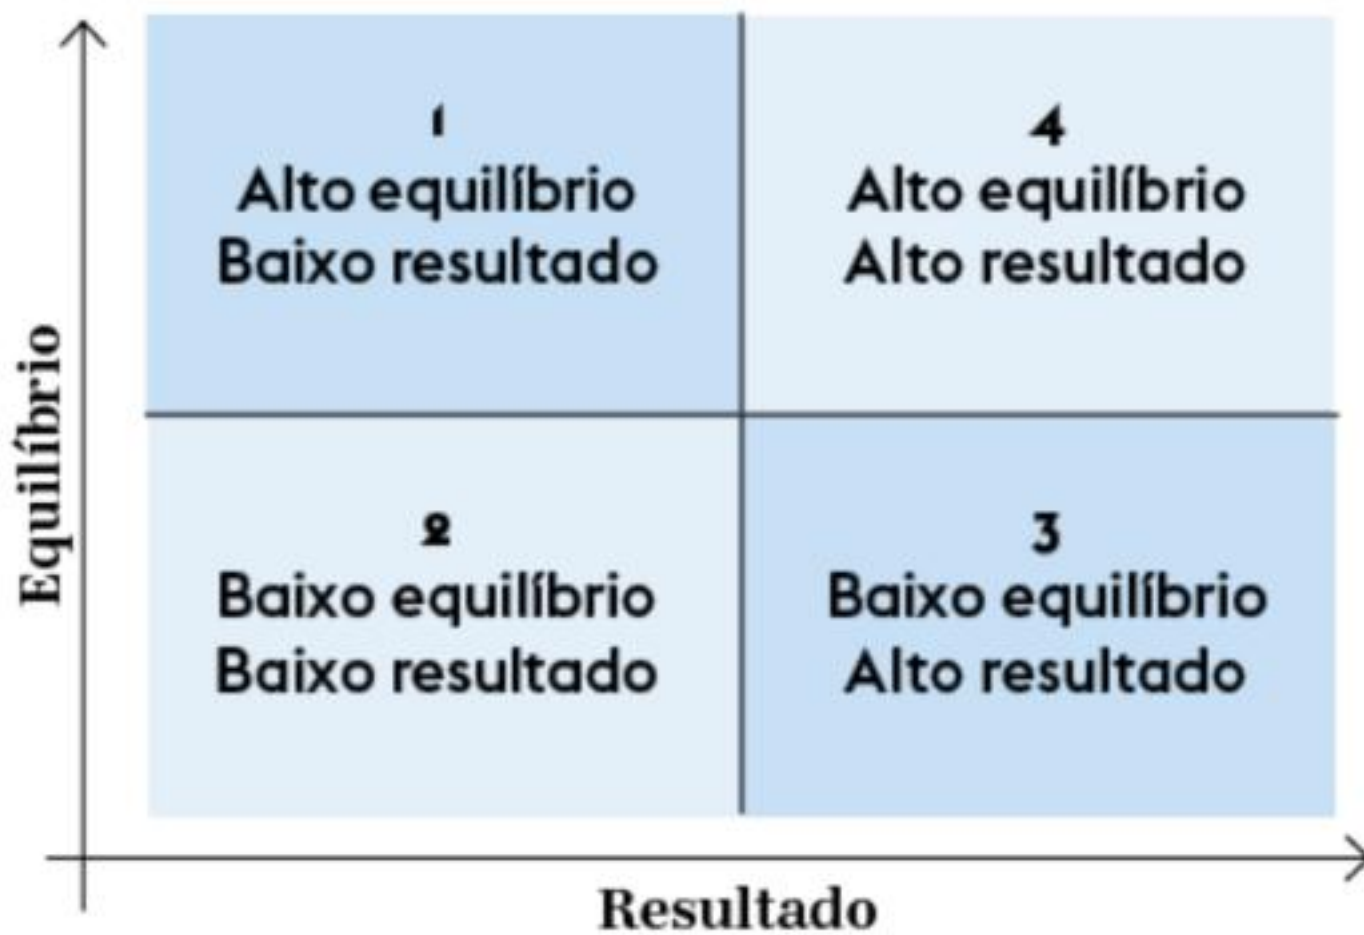 Equilíbrio
1
Alto equilíbrio
Baixo resultado
4
Alto equilíbrio
Alto resultado
2
Baixo equilíbrio
Baixo resultado
3
Baixo equilíbrio
Alto resultado
Resultado